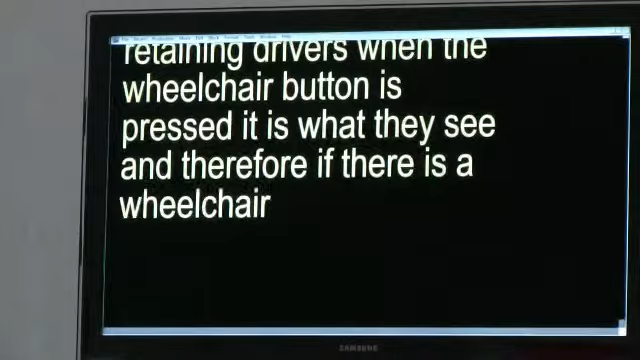 retaining drivers when the
wheelchair button is
pressed it is what they see
and therefore if there is a
wheelchair
SAMSUNG